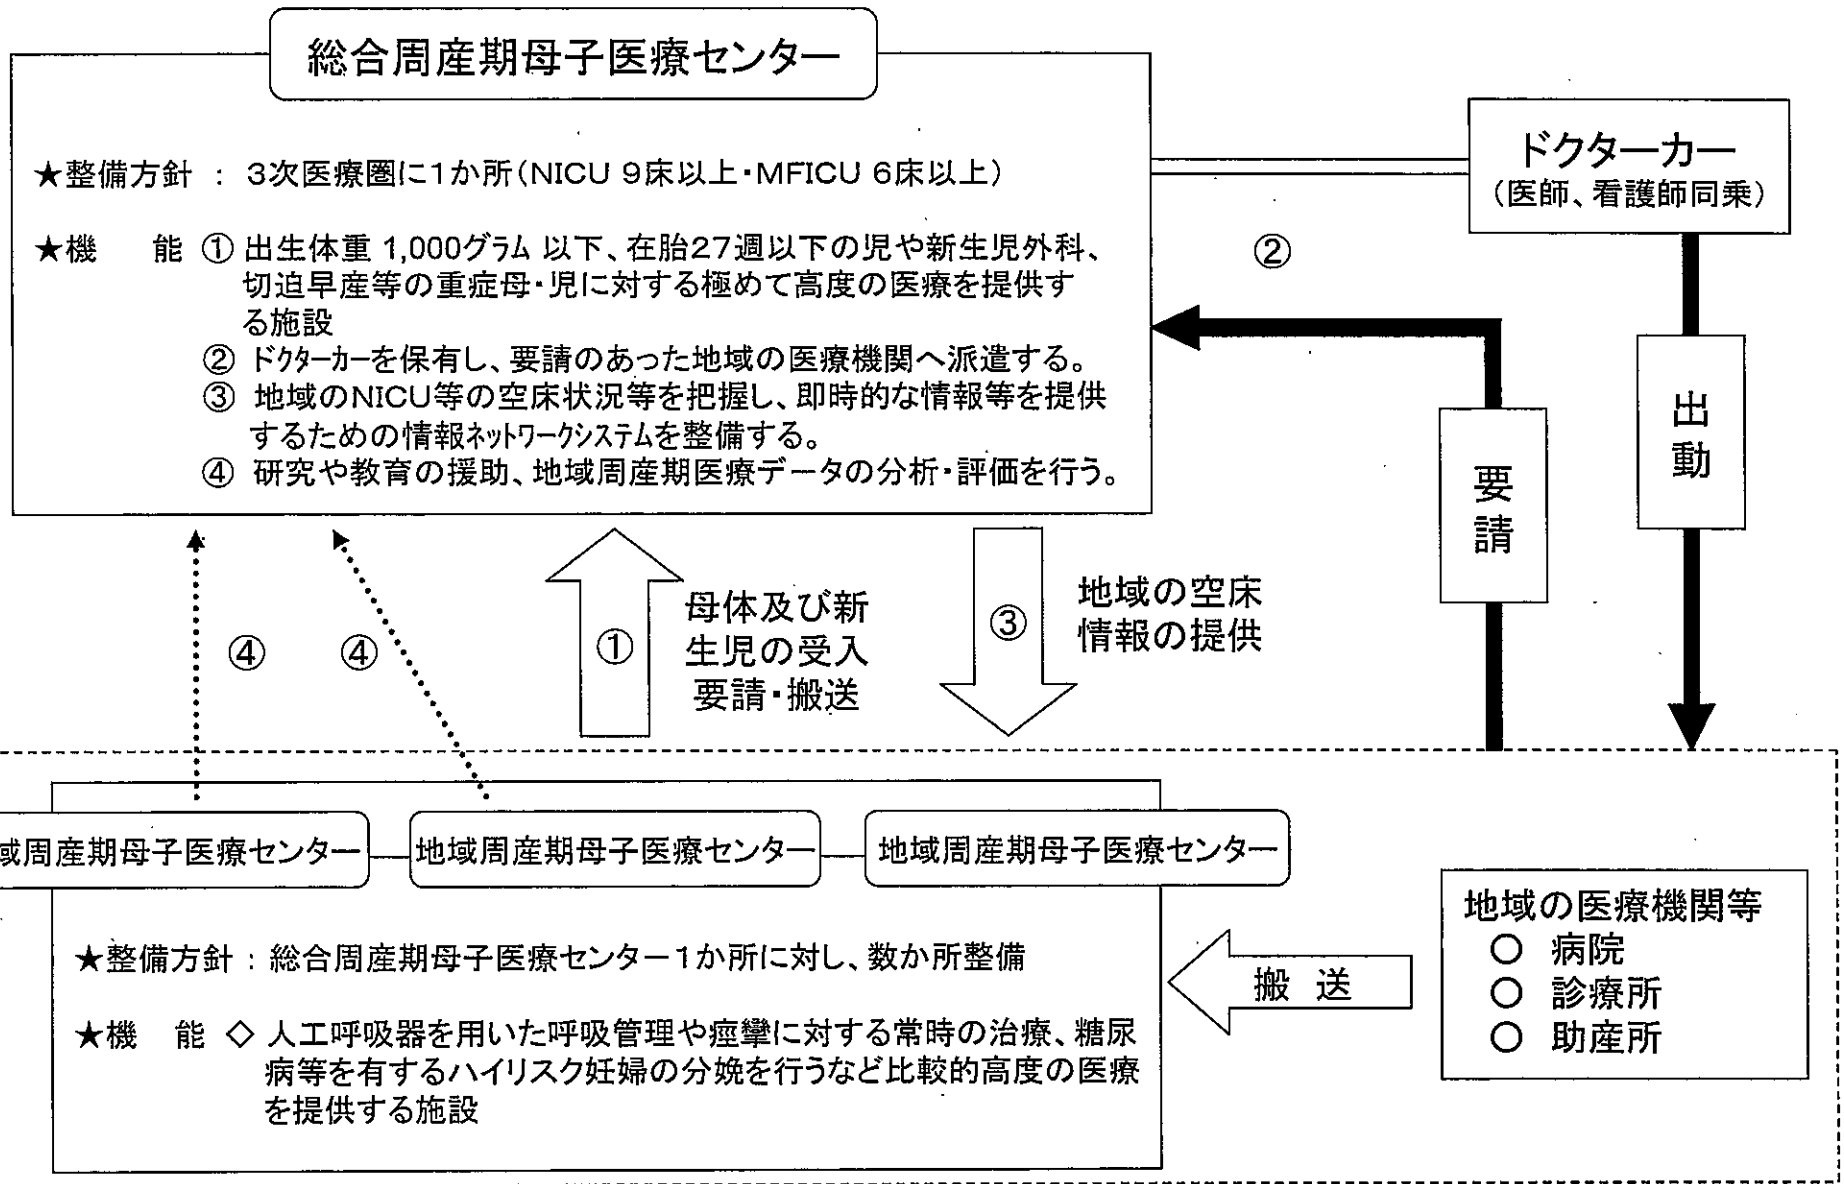 総合周産期母子医療センター
★整備方針 : 3次医療圏に1か所(NICU 9床以上・MFICU 6床以上)
★機　能 ① 出生体重 1,000グラム 以下、在胎27週以下の児や新生児外科、
切迫早産等の重症母・児に対する極めて高度の医療を提供す
る施設
② ドクターカーを保有し、要請のあった地域の医療機関へ派遣する。
③ 地域のNICU等の空床状況等を把握し、即時的な情報等を提供
するための情報ネットワークシステムを整備する。
④ 研究や教育の援助、地域周産期医療データの分析・評価を行う。
ドクターカー
(医師、看護師同乗)
②
出動
要請
④
④
①
母体及び新
生児の受入
要請・搬送
③
地域の空床
情報の提供
域周産期母子医療センター
地域周産期母子医療センター
地域周産期母子医療センター
★整備方針 : 総合周産期母子医療センター1か所に対し、数か所整備
★機　能 ◇ 人工呼吸器を用いた呼吸管理や痙攣に対する常時の治療、糖尿
病等を有するハイリスク妊婦の分娩を行うなど比較的高度の医療
を提供する施設
搬 送
地域の医療機関等
○ 病院
○ 診療所
○ 助産所